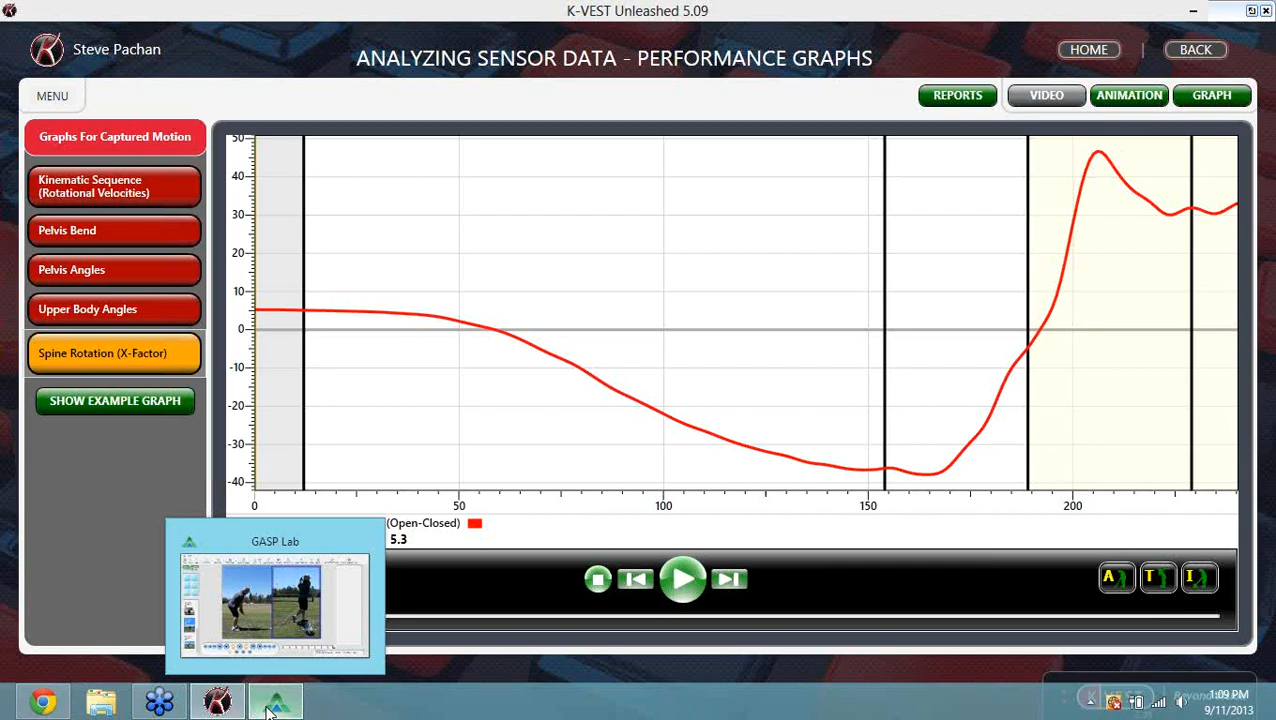 K-VEST Unleashed 5.09
Steve Pachan
ANALYZING SENSOR DATA - PERFORMANCE GRAPHS
HOME
BACK
MENU
REPORTS
VIDEO
ANIMATION
GRAPH
Graphs For Captured Motion
Kinematic Sequence
(Rotational Velocities)
Pelvis Bend
Pelvis Angles
Upper Body Angles
Spine Rotation (X-Factor)
SHOW EXAMPLE GRAPH
50
40
30
20
10
0
-10
-20
-30
-40
0 50 100 150 200
(Open-Closed)
5.3
GASP Lab
A T I
K VEST
1:09 PM
9/11/2013